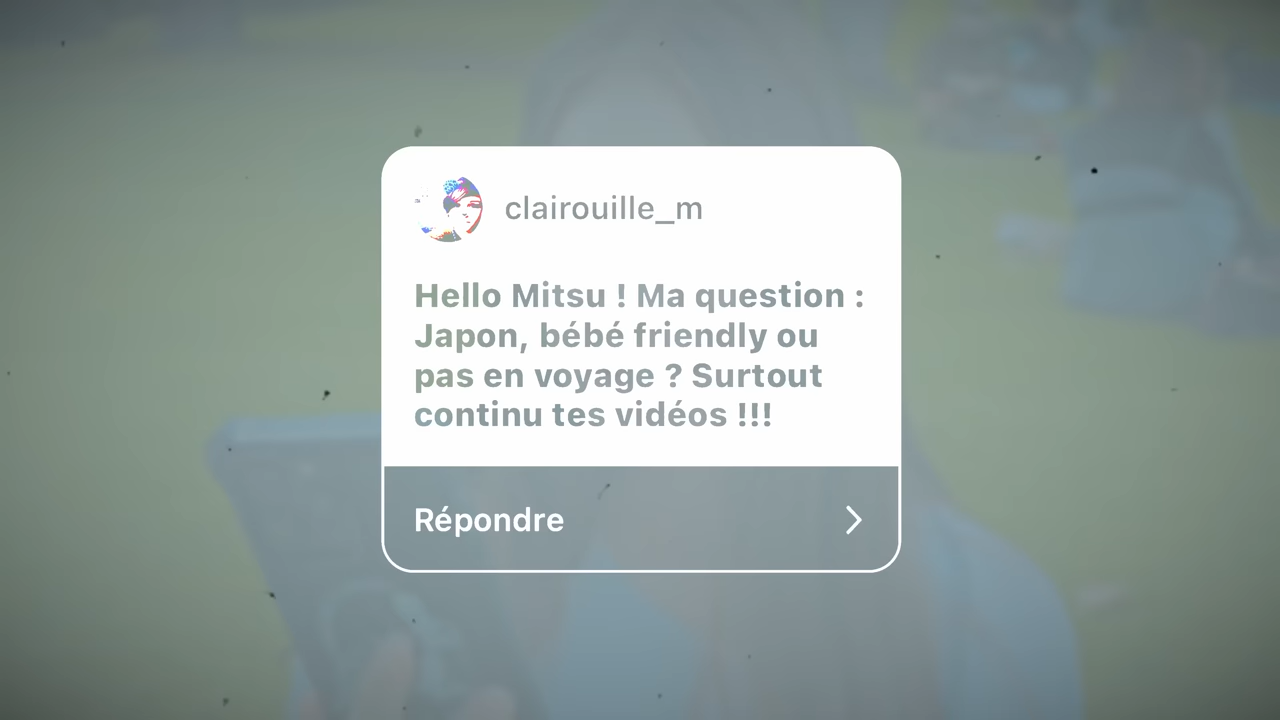 clairouille_m
Hello Mitsu ! Ma question :
Japon, bébé friendly ou
pas en voyage ? Surtout
continu tes vidéos !!!
Répondre